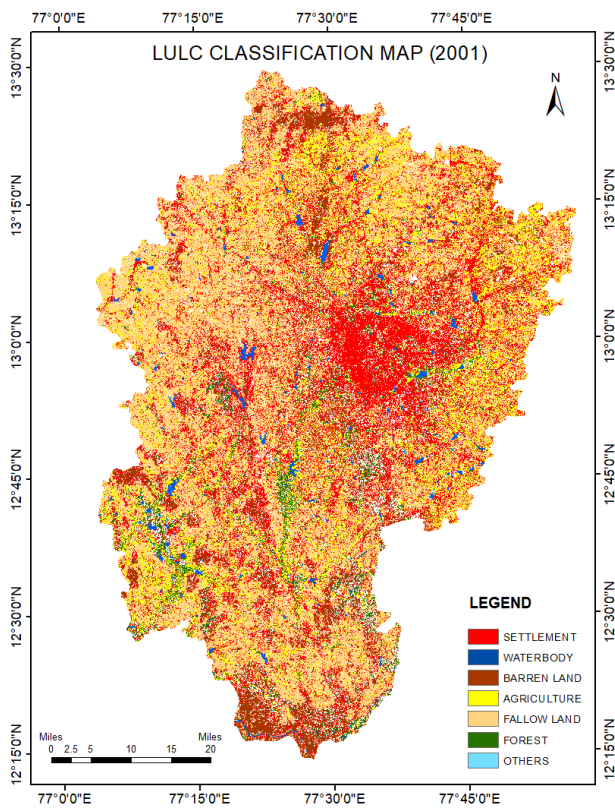 77°0'0"E 77°15'0"E 77°30'0"E 77°45'0"E
LULC CLASSIFICATION MAP (2001)
N
13°30'0"N 13°30'0"N
13°15'0"N 13°15'0"N
13°0'0"N 13°0'0"N
12°45'0"N 12°45'0"N
12°30'0"N 12°30'0"N
12°15'0"N 12°15'0"N
LEGEND
SETTLEMENT
WATERBODY
BARREN LAND
AGRICULTURE
FALLOW LAND
FOREST
OTHERS
Miles Miles
0 2.5 5 10 15 20
77°0'0"E 77°15'0"E 77°30'0"E 77°45'0"E